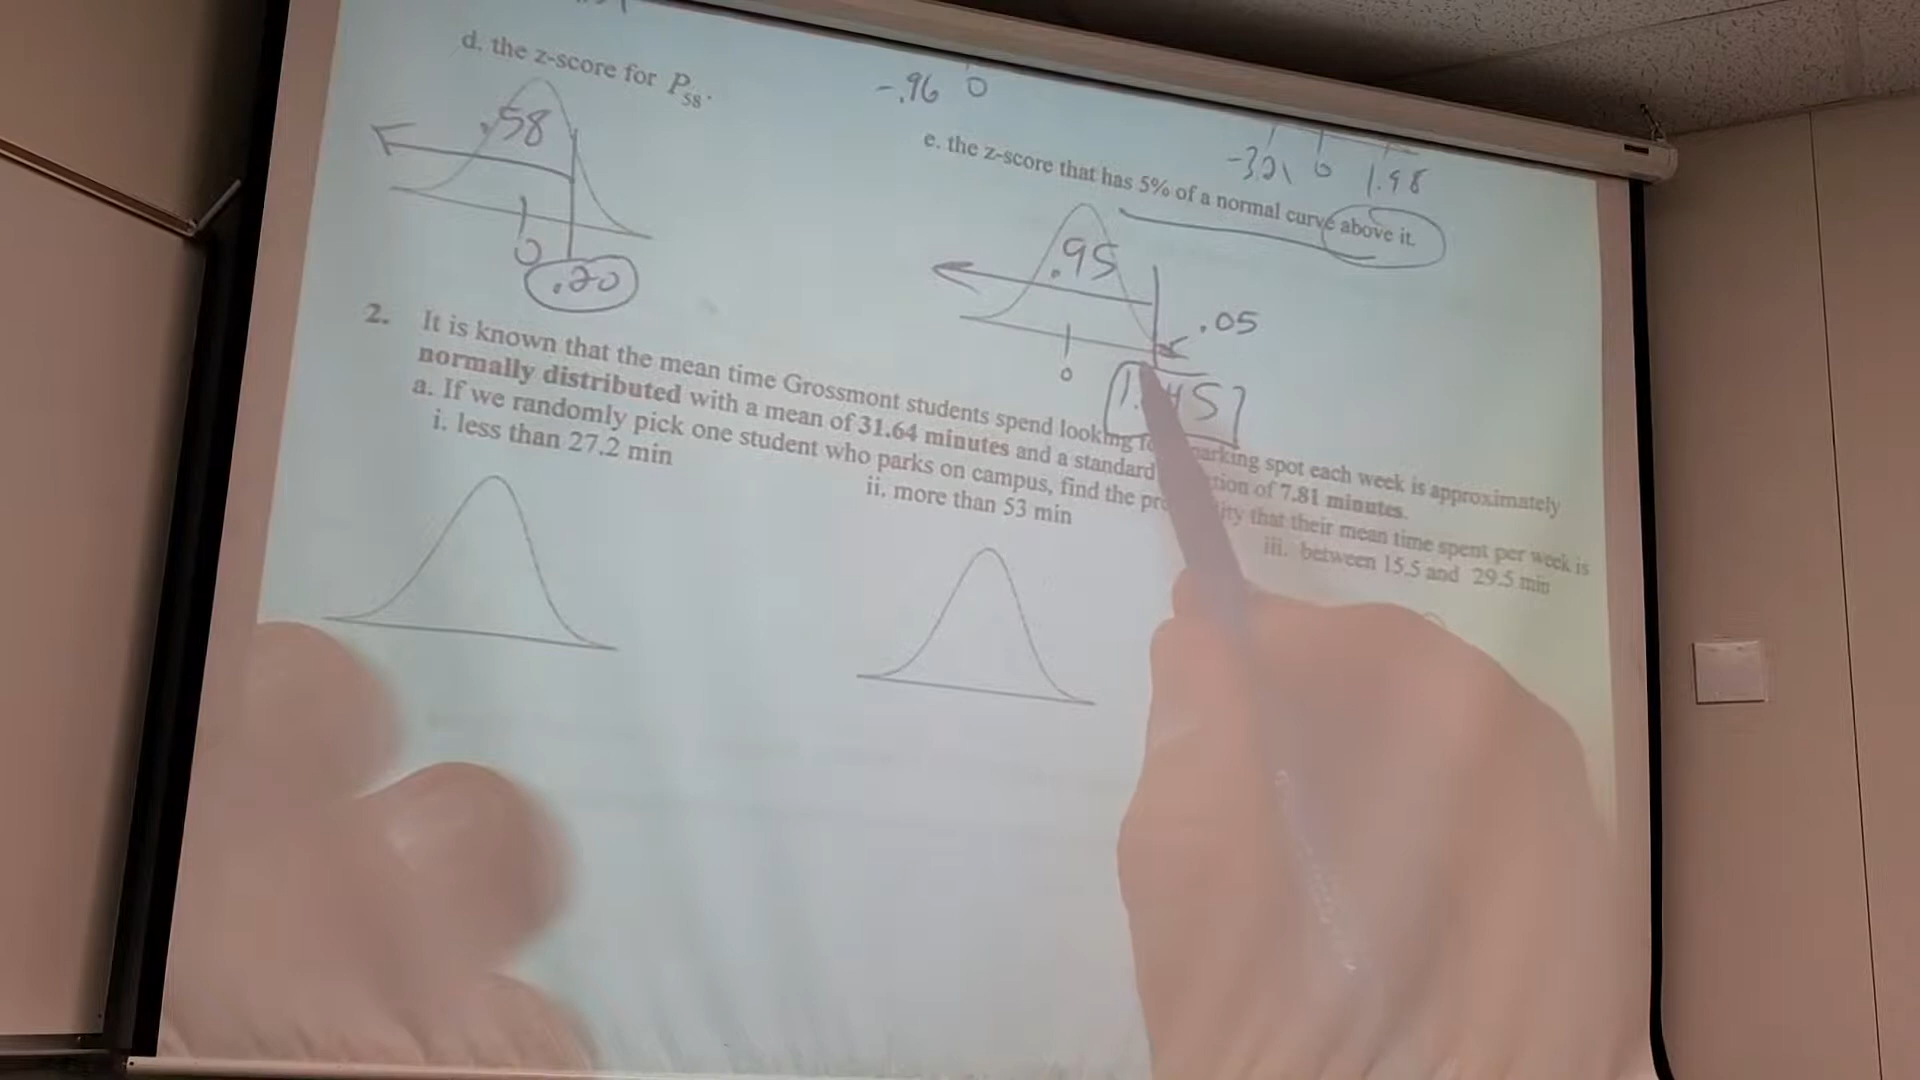 d. the z-score for P58.
.58
0
.20
-.96 0
-3.21 0 1.98
e. the z-score that has 5% of a normal curve above it.
.95
.05
0
2. It is known that the mean time Grossmont students spend looking parking spot each week is approximately
normally distributed with a mean of 31.64 minutes and a standard of 7.81 minutes.
a. If we randomly pick one student who parks on campus, find the that their mean time spent per week is
i. less than 27.2 min
ii. more than 53 min
iii. between 15.5 and 29.5 min